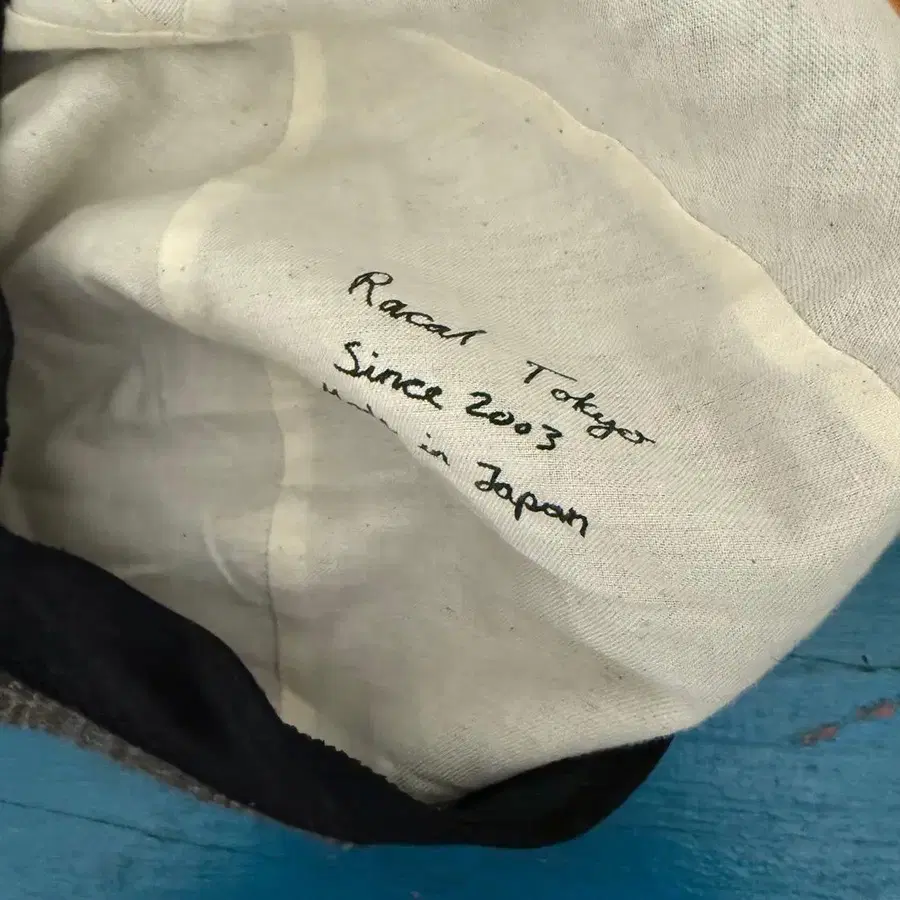 Racal Tokyo
Since 2003
in Japan